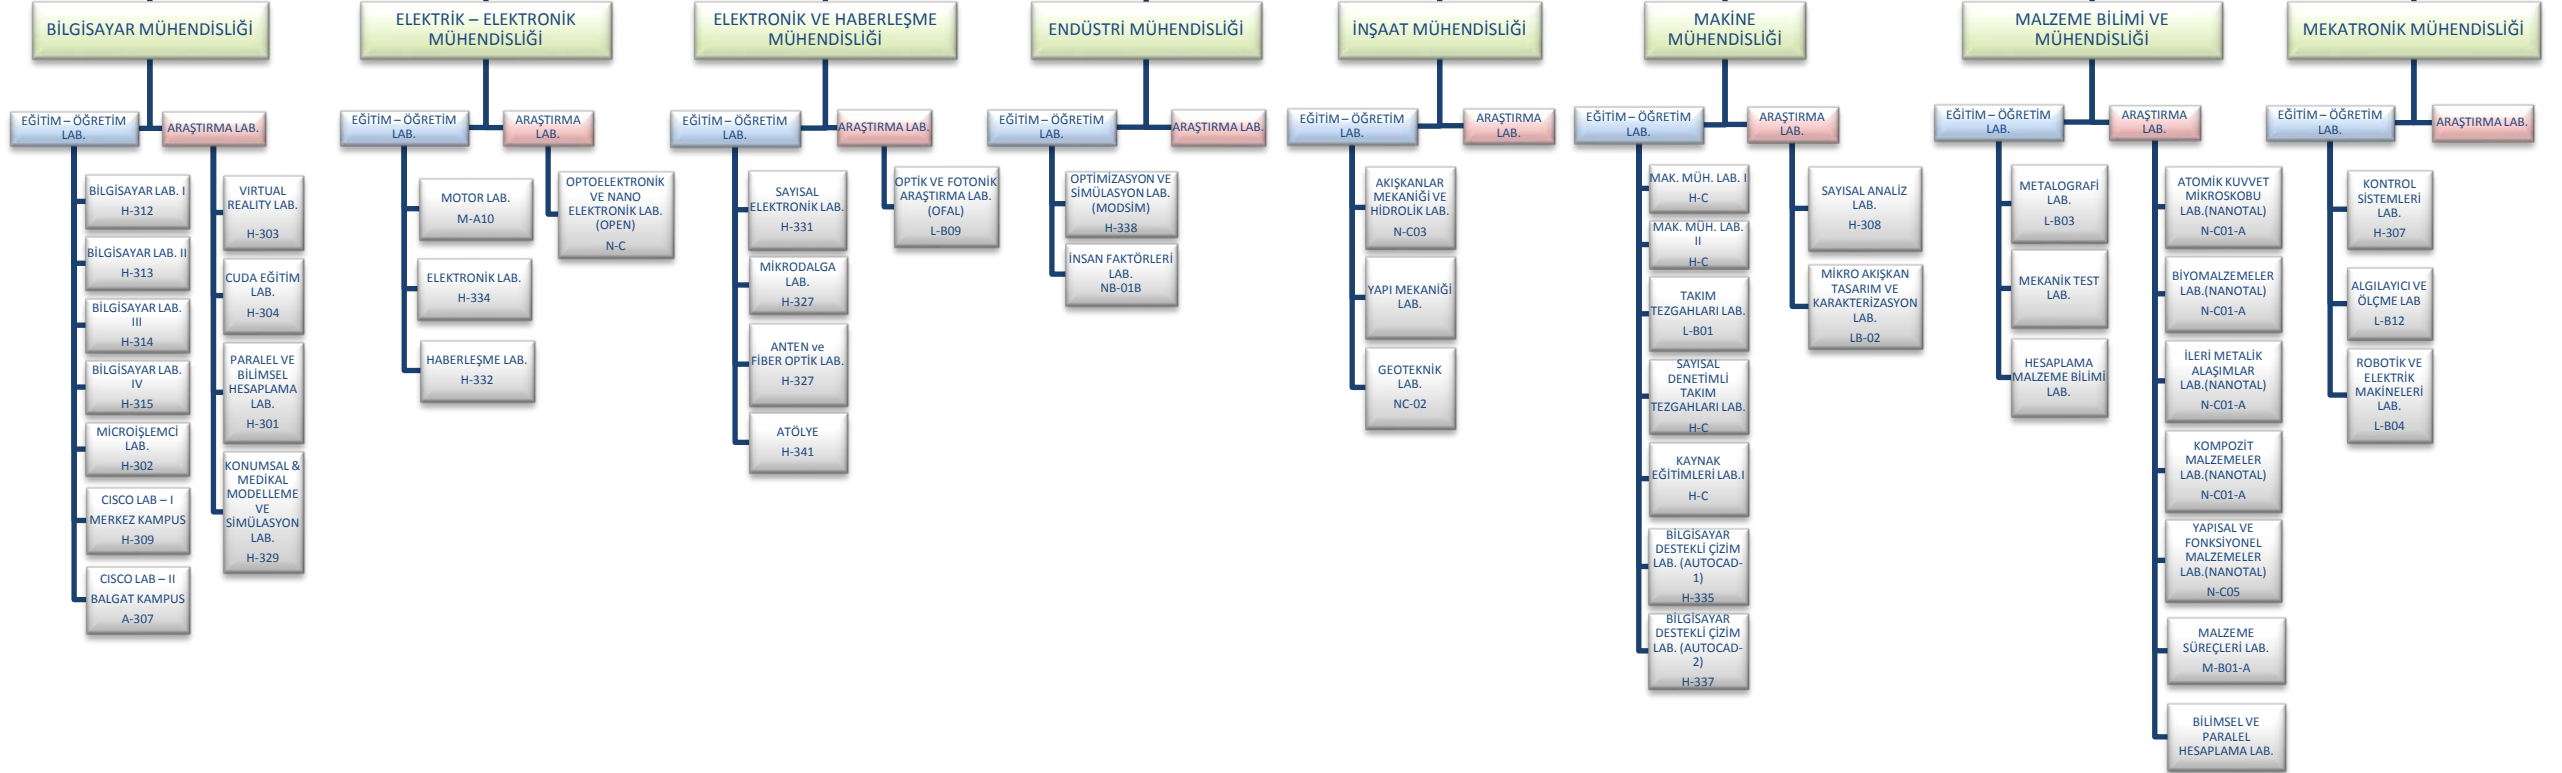 BİLGİSAYAR MÜHENDİSLİĞİ
EĞİTİM – ÖĞRETİM
LAB.
BİLGİSAYAR LAB. I
H-312
BİLGİSAYAR LAB. II
H-313
BİLGİSAYAR LAB.
III
H-314
BİLGİSAYAR LAB.
IV
H-315
MİCROİŞLEMCİ
LAB.
H-302
CISCO LAB – I
MERKEZ KAMPUS
H-309
CISCO LAB – II
BALGAT KAMPUS
A-307
ARAŞTIRMA LAB.
VIRTUAL
REALITY LAB.
H-303
CUDA EĞİTİM
LAB.
H-304
PARALEL VE
BİLİMSEL
HESAPLAMA
LAB.
H-301
KONUMSAL &
MEDİKAL
MODELLEME
VE
SİMÜLASYON
LAB.
H-329
ELEKTRİK – ELEKTRONİK
MÜHENDİSLİĞİ
EĞİTİM – ÖĞRETİM
LAB.
MOTOR LAB.
M-A10
ELEKTRONİK LAB.
H-334
HABERLEŞME LAB.
H-332
ARAŞTIRMA
LAB.
OPTOELEKTRONİK
VE NANO
ELEKTRONİK LAB.
(OPEN)
N-C
ELEKTRONİK VE HABERLEŞME
MÜHENDİSLİĞİ
EĞİTİM – ÖĞRETİM
LAB.
SAYISAL
ELEKTRONİK LAB.
H-331
MİKRODALGA
LAB.
H-327
ANTEN ve
FİBER OPTİK LAB.
H-327
ATÖLYE
H-341
ARAŞTIRMA LAB.
OPTİK VE FOTONİK
ARAŞTIRMA LAB.
(OFAL)
L-B09
ENDÜSTRİ MÜHENDİSLİĞİ
EĞİTİM – ÖĞRETİM
LAB.
OPTİMİZASYON VE
SİMÜLASYON LAB.
(MODSİM)
H-338
İNSAN FAKTÖRLERİ
LAB.
NB-01B
ARAŞTIRMA LAB.
İNŞAAT MÜHENDİSLİĞİ
EĞİTİM – ÖĞRETİM
LAB.
AKIŞKANLAR
MEKANİĞİ VE
HİDROLİK LAB.
N-C03
YAPI MEKANİĞİ
LAB.
GEOTEKNİK
LAB.
NC-02
ARAŞTIRMA
LAB.
MAKİNE
MÜHENDİSLİĞİ
EĞİTİM – ÖĞRETİM
LAB.
MAK. MÜH. LAB. I
H-C
MAK. MÜH. LAB.
II
H-C
TAKIM
TEZGAHLARI LAB.
L-B01
SAYISAL
DENETİMLİ
TAKIM
TEZGAHLARI LAB.
H-C
KAYNAK
EĞİTİMLERİ LAB.I
H-C
BİLGİSAYAR
DESTEKLİ ÇİZİM
LAB. (AUTOCAD-
1)
H-335
BİLGİSAYAR
DESTEKLİ ÇİZİM
LAB. (AUTOCAD-
2)
H-337
ARAŞTIRMA
LAB.
SAYISAL ANALİZ
LAB.
H-308
MİKRO AKIŞKAN
TASARIM VE
KARAKTERİZASYON
LAB.
LB-02
MALZEME BİLİMİ VE
MÜHENDİSLİĞİ
EĞİTİM – ÖĞRETİM
LAB.
METALOGRAFİ
LAB.
L-B03
MEKANİK TEST
LAB.
HESAPLAMA
MALZEME BİLİMİ
LAB.
ARAŞTIRMA
LAB.
ATOMİK KUVVET
MİKROSKOBU
LAB.(NANOTAL)
N-C01-A
BİYOMALZEMELER
LAB.(NANOTAL)
N-C01-A
İLERİ METALİK
ALAŞIMLAR
LAB.(NANOTAL)
N-C01-A
KOMPOZİT
MALZEMELER
LAB.(NANOTAL)
N-C01-A
YAPISAL VE
FONKSİYONEL
MALZEMELER
LAB.(NANOTAL)
N-C05
MALZEME
SÜREÇLERİ LAB.
M-B01-A
BİLİMSEL VE
PARALEL
HESAPLAMA LAB.
MEKATRONİK MÜHENDİSLİĞİ
EĞİTİM – ÖĞRETİM
LAB.
KONTROL
SİSTEMLERİ
LAB.
H-307
ALGILAYICI VE
ÖLÇME LAB
L-B12
ROBOTİK VE
ELEKTRİK
MAKİNELERİ
LAB.
L-B04
ARAŞTIRMA LAB.